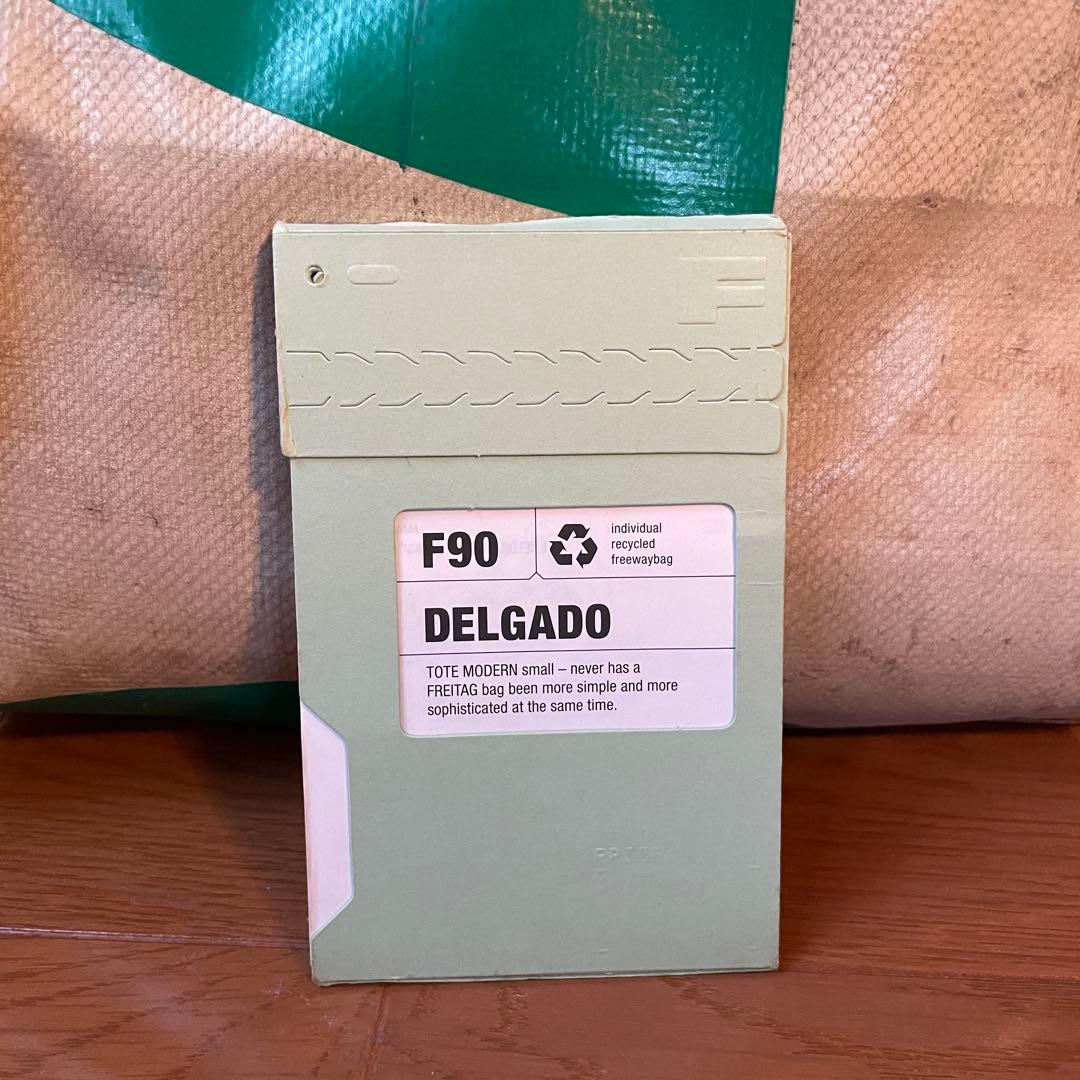 F90
individual
recycled
freewaybag
DELGADO
TOTE MODERN small – never has a
FREITAG bag been more simple and more
sophisticated at the same time.